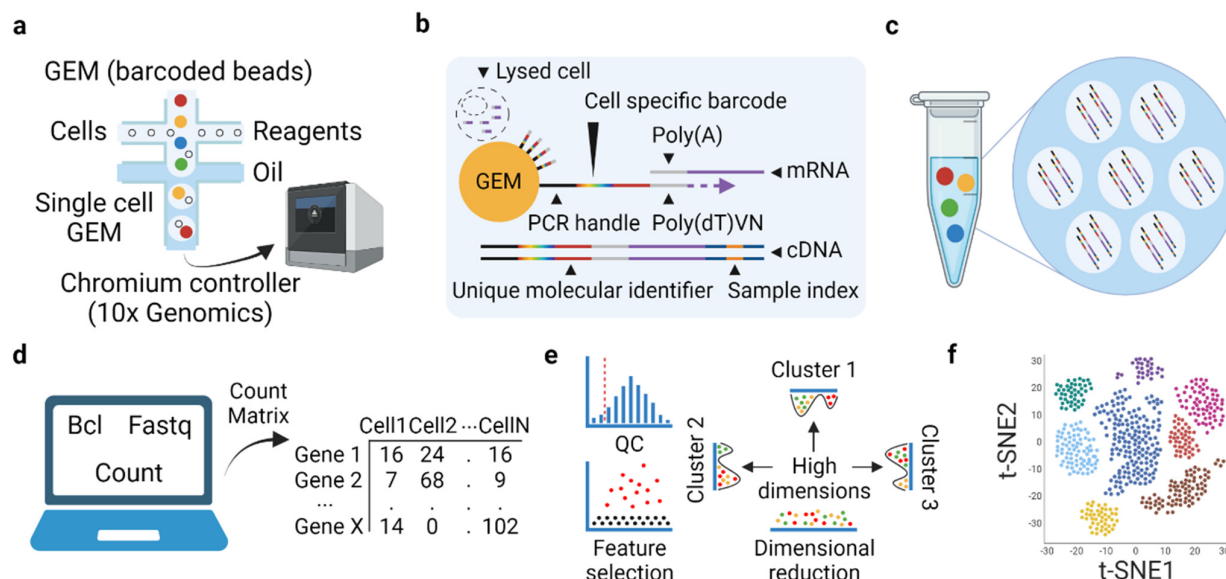 a
GEM (barcoded beads)
Cells
Reagents
Oil
Single cell
GEM
Chromium controller
(10x Genomics)
b
Lysed cell
Cell specific barcode
Poly(A)
GEM
mRNA
PCR handle
Poly(dT)VN
cDNA
Unique molecular identifier
Sample index
c
d
Bcl Fastq
Count
Count
Matrix
Cell1 Cell2 ... CellN
Gene 1 16 24 . 16
Gene 2 7 68 . 9
... . . . .
Gene X 14 0 . 102
e
QC
Feature
selection
Cluster 1
Cluster 2
High
dimensions
Cluster 3
Dimensional
reduction
f
t-SNE2
30
20
10
0
-10
-20
-30
-30 -20 -10 0 10 20 30
t-SNE1